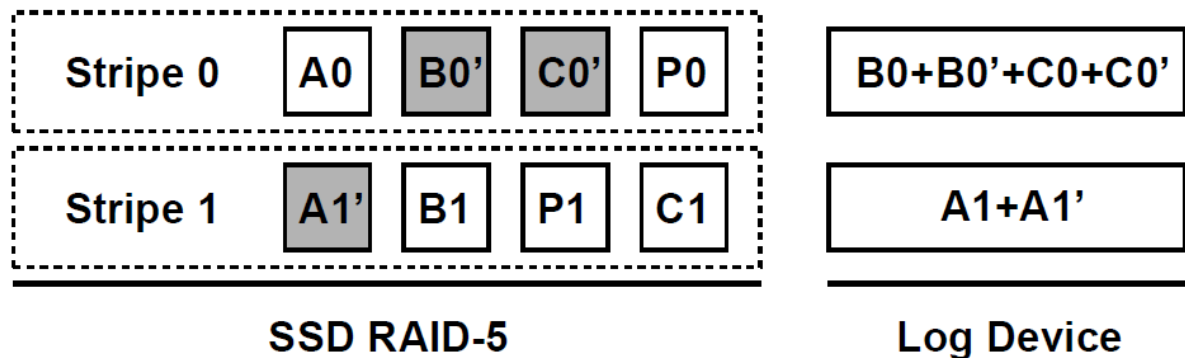 Stripe 0 A0 B0’ C0’ P0 B0+B0’+C0+C0’
Stripe 1 A1’ B1 P1 C1 A1+A1’
SSD RAID-5 Log Device